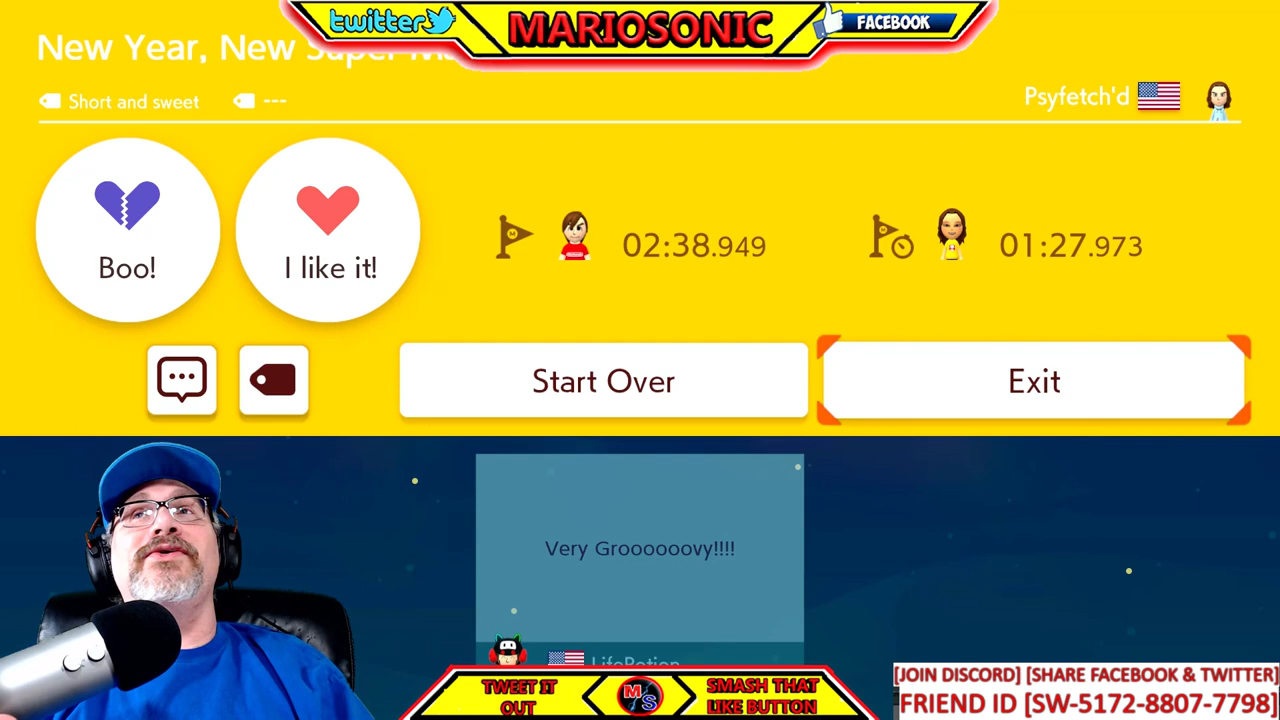 twitter MARIOSONIC FACEBOOK
New Year, New Super
Short and sweet ---
Psyfetch'd
Boo!
I like it!
02:38.949
01:27.973
Start Over
Exit
Very Groooooovy!!!!
LifePotion
TWEET IT OUT
M S
SMASH THAT LIKE BUTTON
[JOIN DISCORD] [SHARE FACEBOOK & TWITTER]
FRIEND ID [SW-5172-8807-7798]